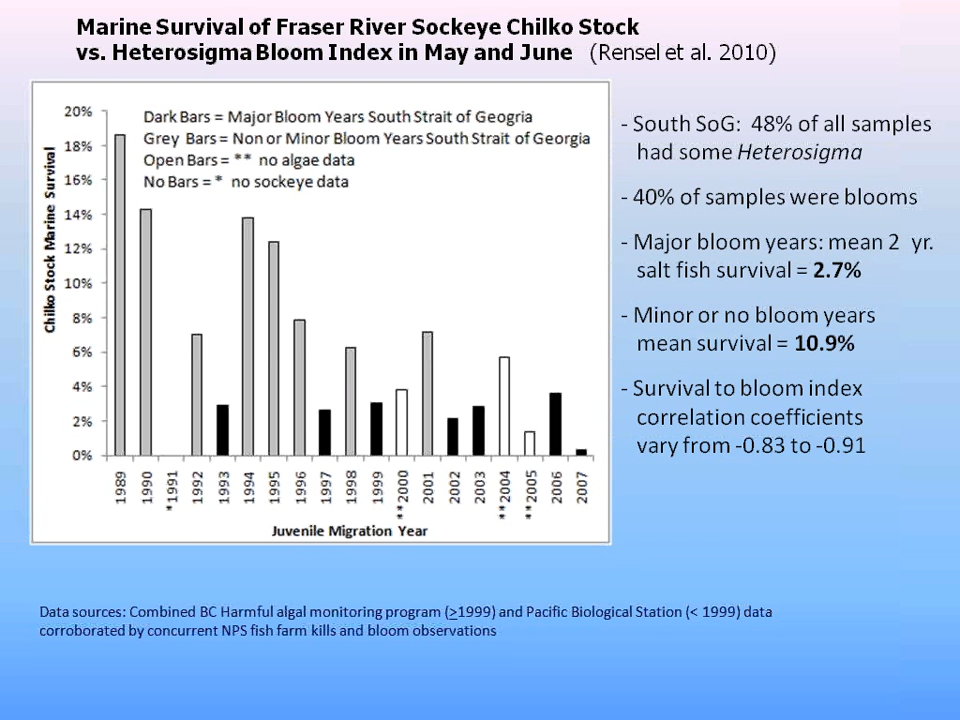 Marine Survival of Fraser River Sockeye Chilko Stock
vs. Heterosigma Bloom Index in May and June (Rensel et al. 2010)
20%
18%
16%
14%
12%
10%
8%
6%
4%
2%
0%
Chilko Stock Marine Survival
Dark Bars = Major Bloom Years South Strait of Geogria
Grey Bars = Non or Minor Bloom Years South Strait of Georgia
Open Bars = ** no algae data
No Bars = * no sockeye data
1989
1990
*1991
1992
1993
1994
1995
1996
1997
1998
1999
**2000
2001
2002
2003
**2004
**2005
2006
2007
Juvenile Migration Year
- South SoG: 48% of all samples
had some Heterosigma
- 40% of samples were blooms
- Major bloom years: mean 2 yr.
salt fish survival = 2.7%
- Minor or no bloom years
mean survival = 10.9%
- Survival to bloom index
correlation coefficients
vary from -0.83 to -0.91
Data sources: Combined BC Harmful algal monitoring program (>1999) and Pacific Biological Station (< 1999) data
corroborated by concurrent NPS fish farm kills and bloom observations